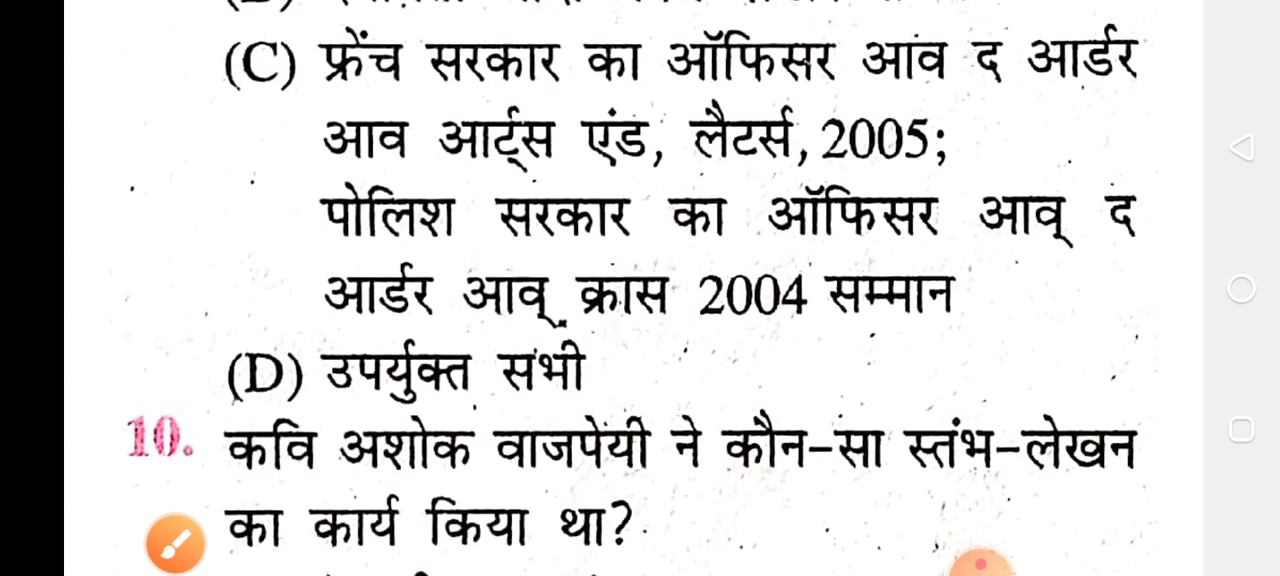 (C) फ्रेंच सरकार का ऑफिसर आव द आर्डर
आव आर्ट्स एंड, लैटर्स, 2005;
पोलिश सरकार का ऑफिसर आव् द
आर्डर आव् क्रास 2004 सम्मान
(D) उपर्युक्त सभी
10. कवि अशोक वाजपेयी ने कौन-सा स्तंभ-लेखन
का कार्य किया था?